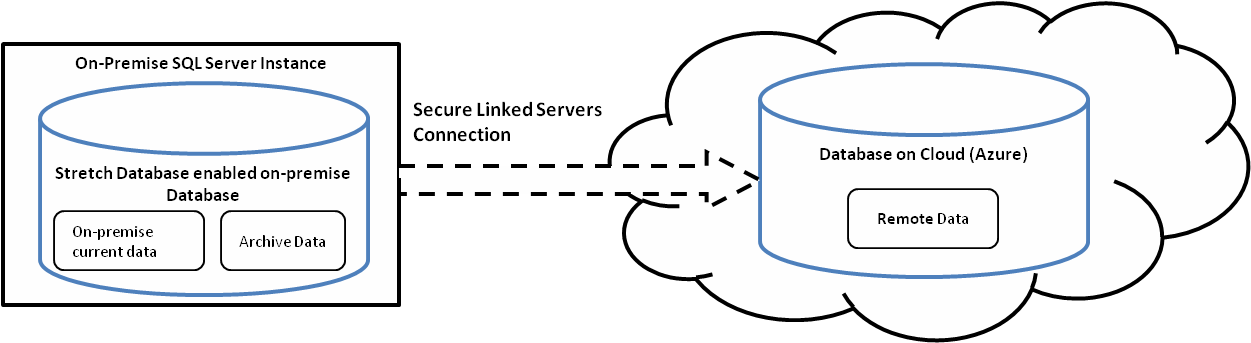 On-Premise SQL Server Instance
Stretch Database enabled on-premise
Database
On-premise
current data
Archive Data
Secure Linked Servers
Connection
Database on Cloud (Azure)
Remote Data